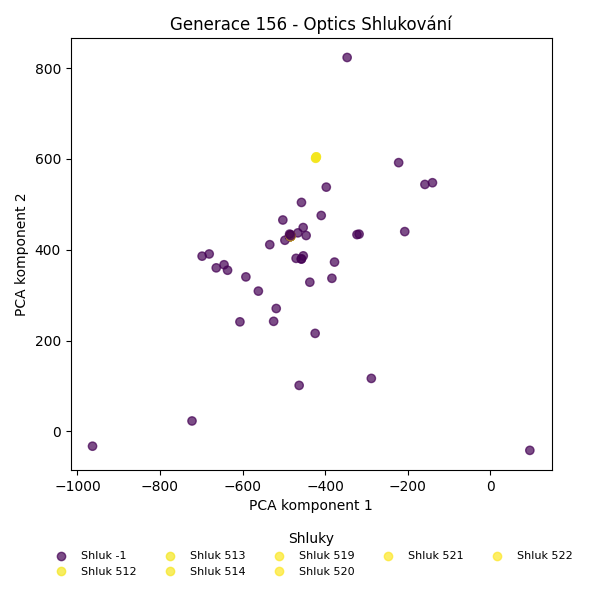 Generace 156 - Optics Shlukování
PCA komponent 2
800
600
400
200
0
−1000 −800 −600 −400 −200 0
PCA komponent 1
Shluky
Shluk -1 Shluk 513 Shluk 519 Shluk 521 Shluk 522
Shluk 512 Shluk 514 Shluk 520